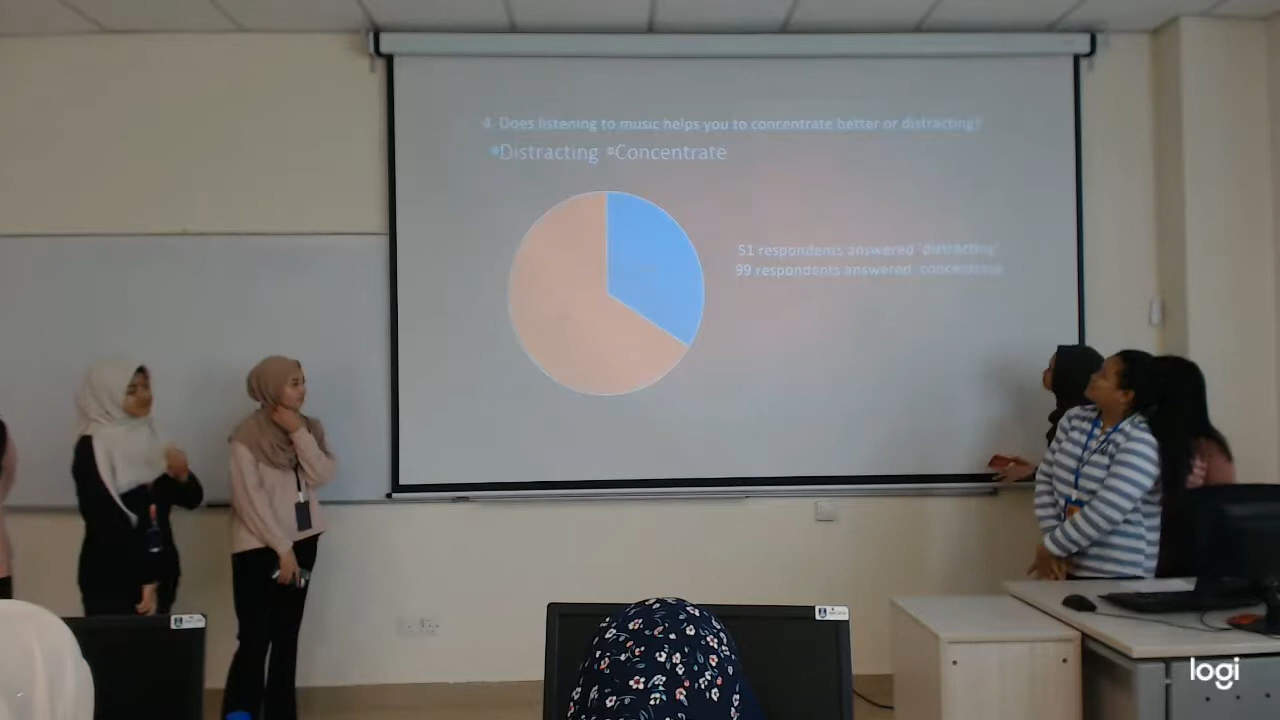 4. Does listening to music helps you to concentrate better or distracting?
Distracting Concentrate
51 respondents answered 'distracting'
99 respondents answered 'concentrate'
logi